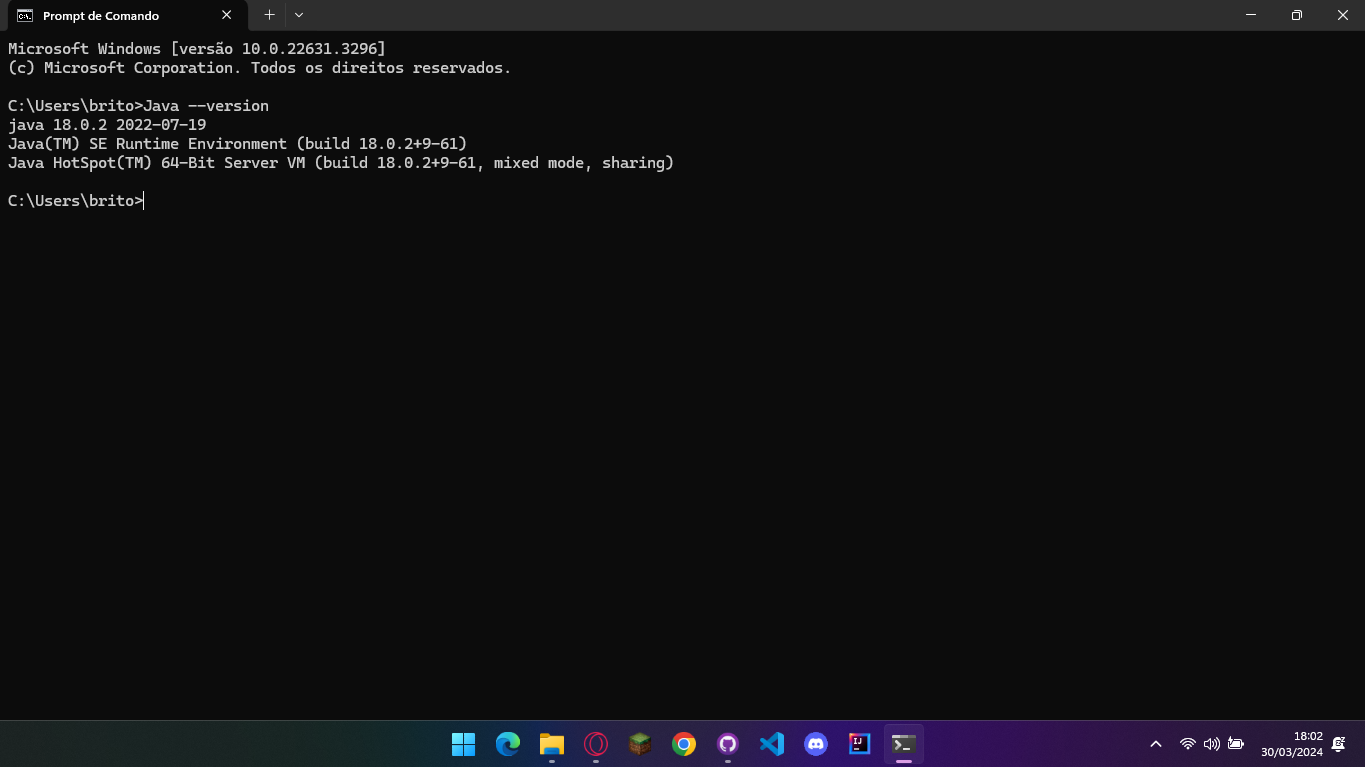 Prompt de Comando
Microsoft Windows [versão 10.0.22631.3296]
(c) Microsoft Corporation. Todos os direitos reservados.
C:\Users\brito>Java --version
java 18.0.2 2022-07-19
Java(TM) SE Runtime Environment (build 18.0.2+9-61)
Java HotSpot(TM) 64-Bit Server VM (build 18.0.2+9-61, mixed mode, sharing)
C:\Users\brito>
18:02
30/03/2024